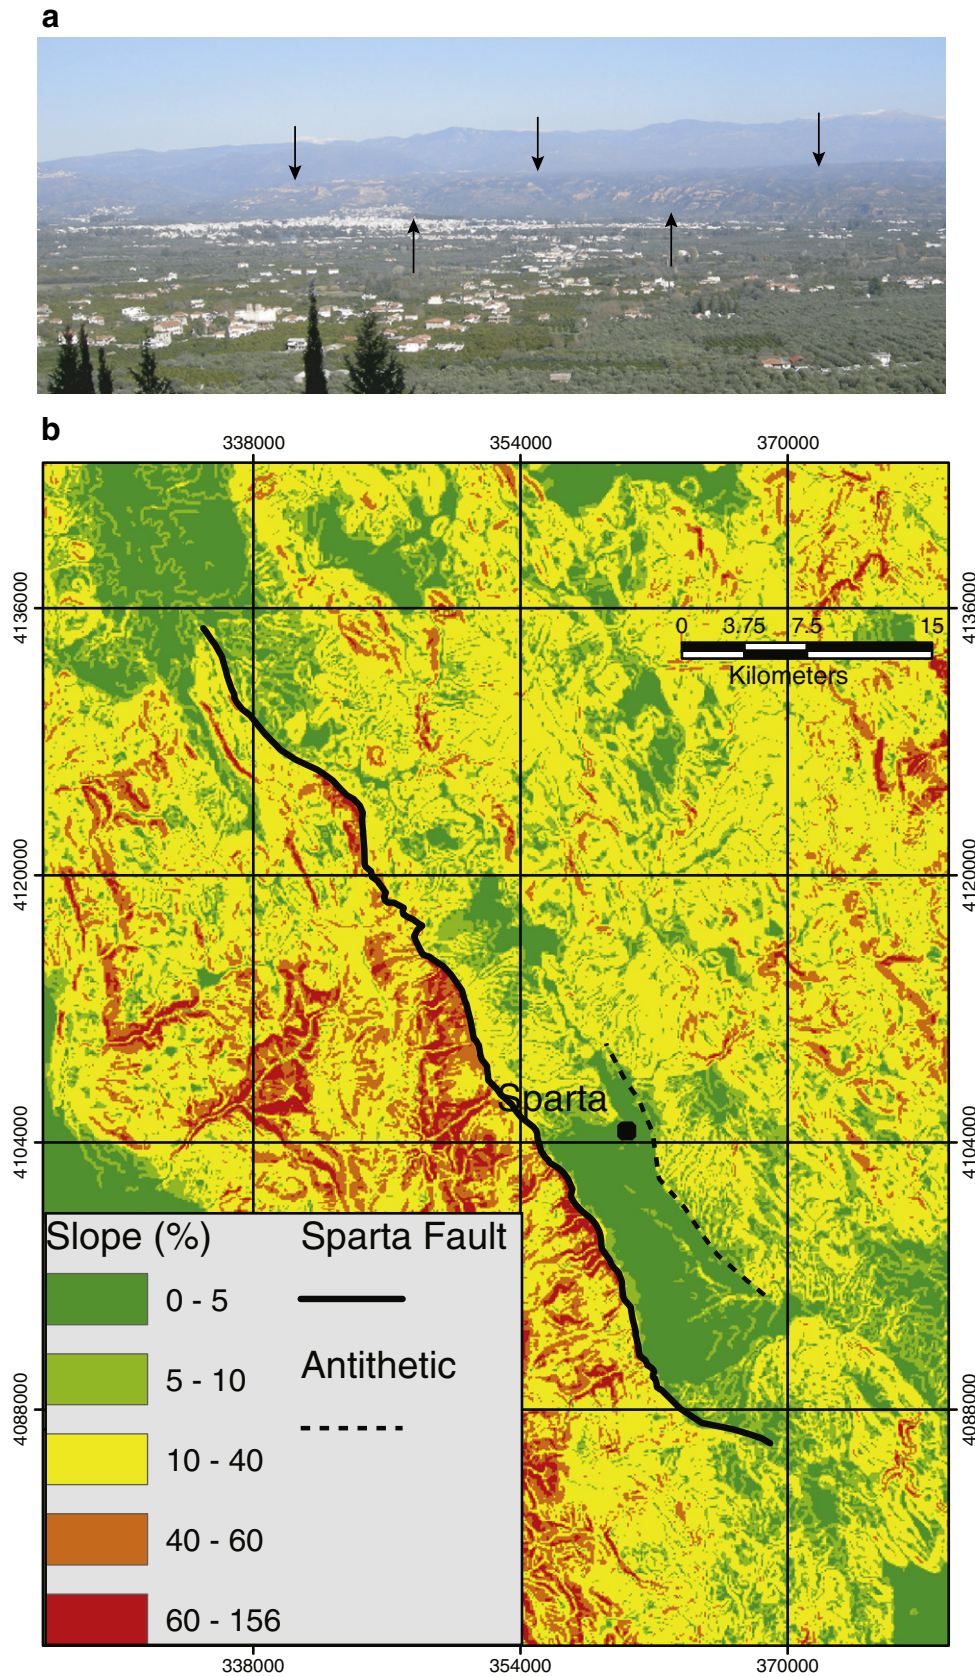 a
b
338000 354000 370000
4136000 4136000
0 3.75 7.5 15
Kilometers
4120000 4120000
Sparta
4104000 4104000
Slope (%) Sparta Fault
0 - 5
Antithetic
5 - 10
10 - 40
40 - 60
60 - 156
4088000 4088000
338000 354000 370000